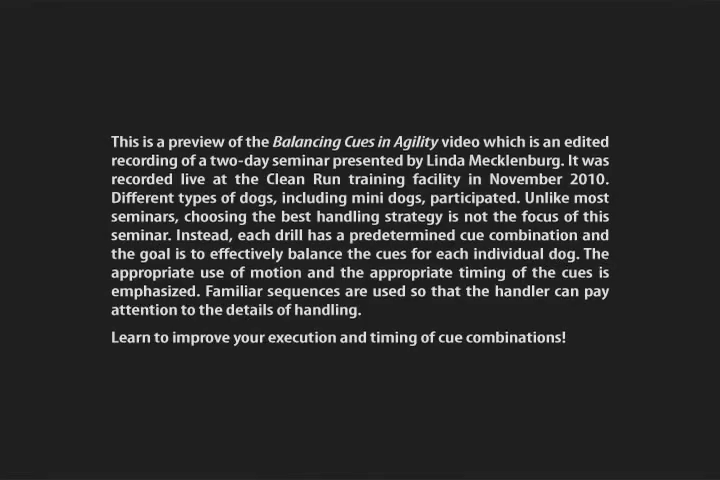 This is a preview of the Balancing Cues in Agility video which is an edited
recording of a two-day seminar presented by Linda Mecklenburg. It was
recorded live at the Clean Run training facility in November 2010.
Different types of dogs, including mini dogs, participated. Unlike most
seminars, choosing the best handling strategy is not the focus of this
seminar. Instead, each drill has a predetermined cue combination and
the goal is to effectively balance the cues for each individual dog. The
appropriate use of motion and the appropriate timing of the cues is
emphasized. Familiar sequences are used so that the handler can pay
attention to the details of handling.
Learn to improve your execution and timing of cue combinations!